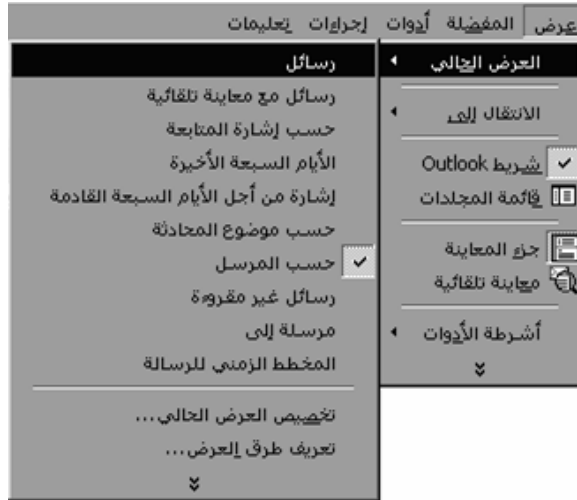 عرض المفضلة أدوات إجراءات تعليمات
العرض الحالي
الانتقال إلى
شريط Outlook
قائمة المجلدات
جزء المعاينة
معاينة تلقائية
أشرطة الأدوات
رسائل
رسائل مع معاينة تلقائية
حسب إشارة المتابعة
الأيام السبعة الأخيرة
إشارة من أجل الأيام السبعة القادمة
حسب موضوع المحادثة
حسب المرسل
رسائل غير مقروءة
مرسلة إلى
المخطط الزمني للرسالة
تخصيص العرض الحالي...
تعريف طرق العرض...